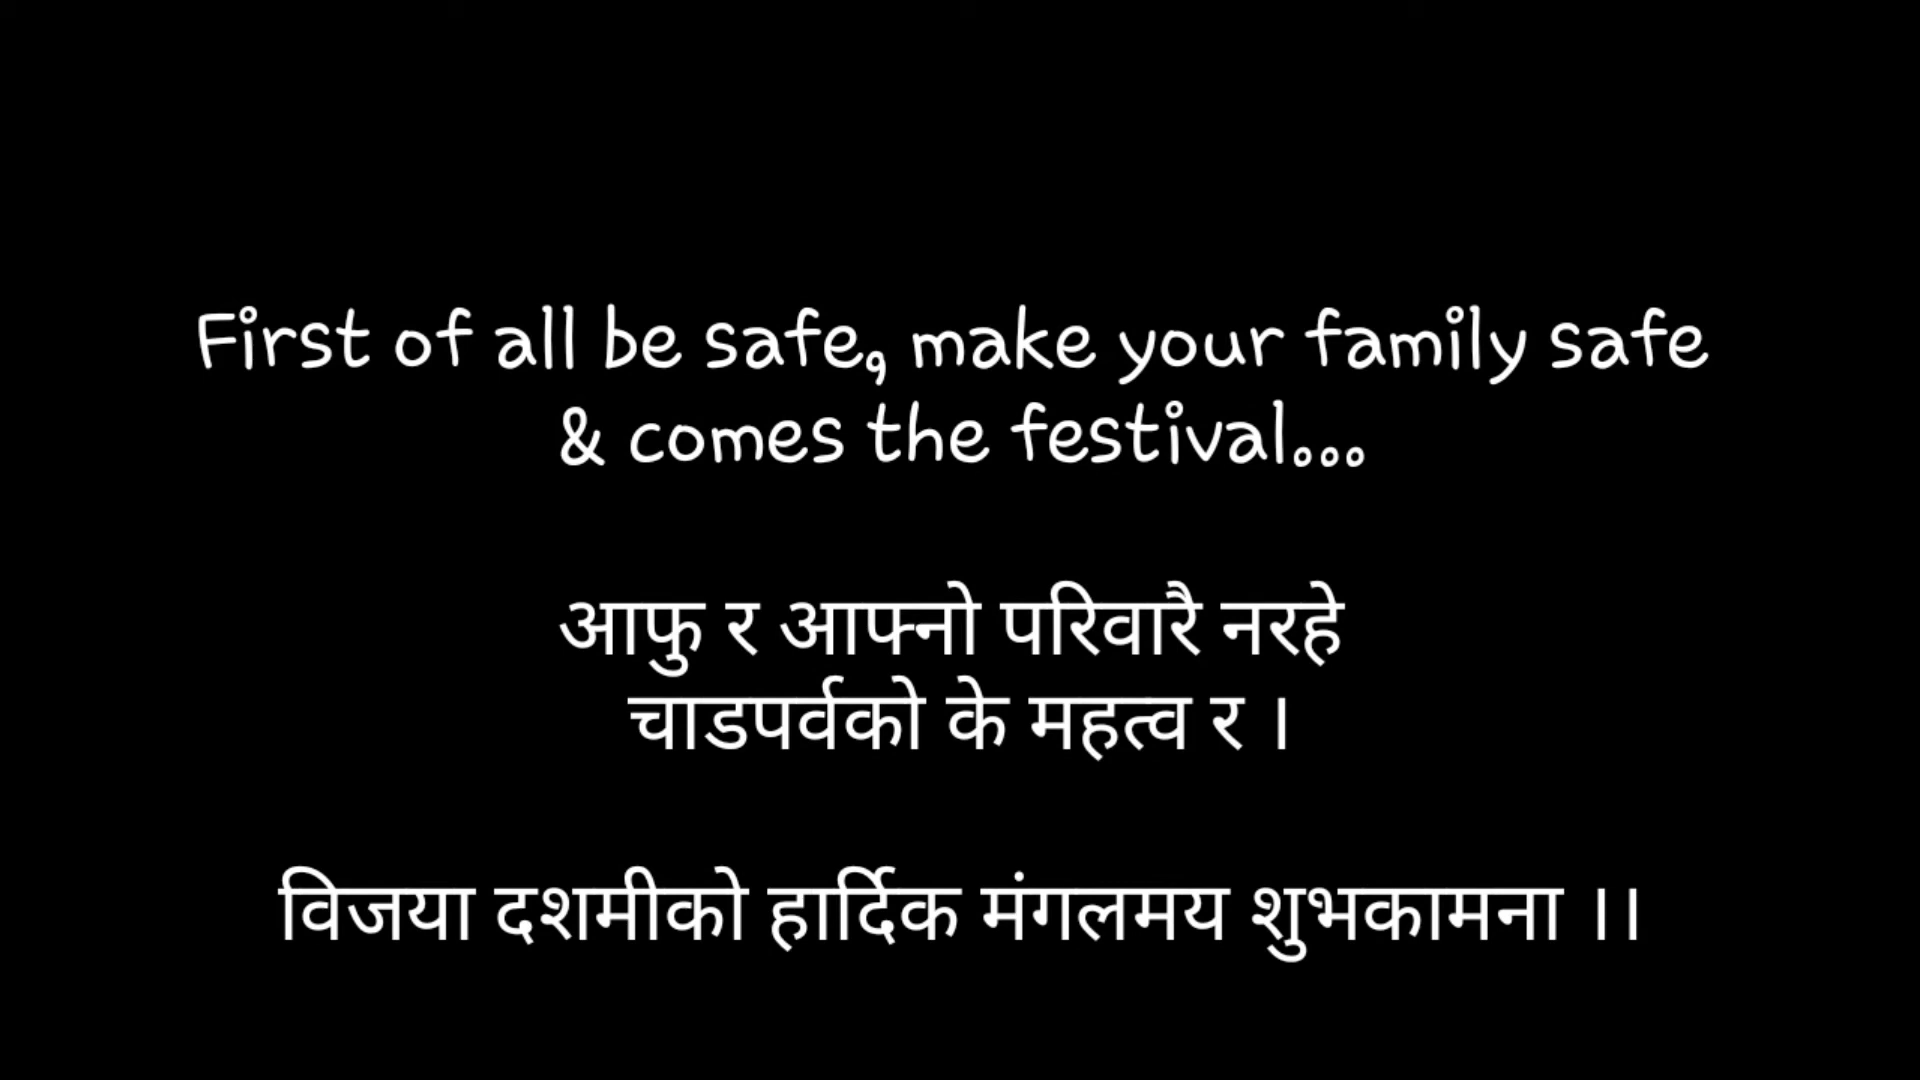 First of all be safe, make your family safe
& comes the festival...
आफु र आफ्नो परिवारै नरहे
चाडपर्वको के महत्व र ।
विजया दशमीको हार्दिक मंगलमय शुभकामना ।।